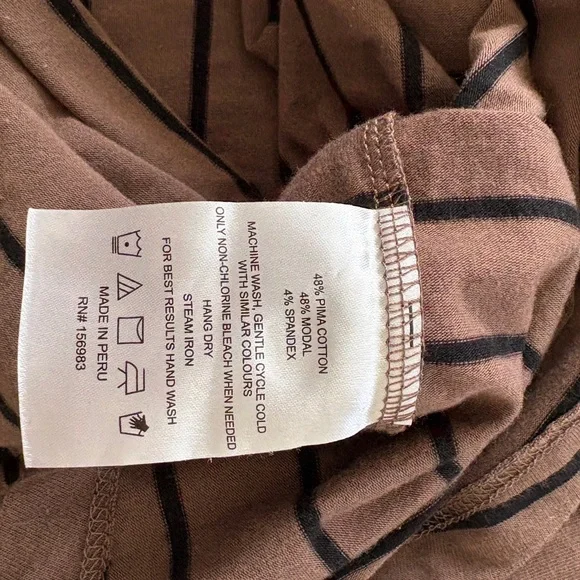 48% PIMA COTTON
48% MODAL
4% SPANDEX
MACHINE WASH, GENTLE CYCLE COLD
WITH SIMILAR COLOURS
ONLY NON-CHLORINE BLEACH WHEN NEEDED
HANG DRY
STEAM IRON
FOR BEST RESULTS HAND WASH
MADE IN PERU
RN# 156983